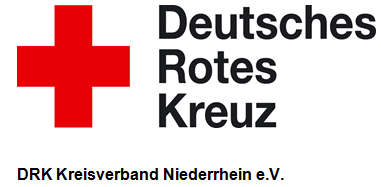 Deutsches
Rotes
Kreuz
DRK Kreisverband Niederrhein e.V.